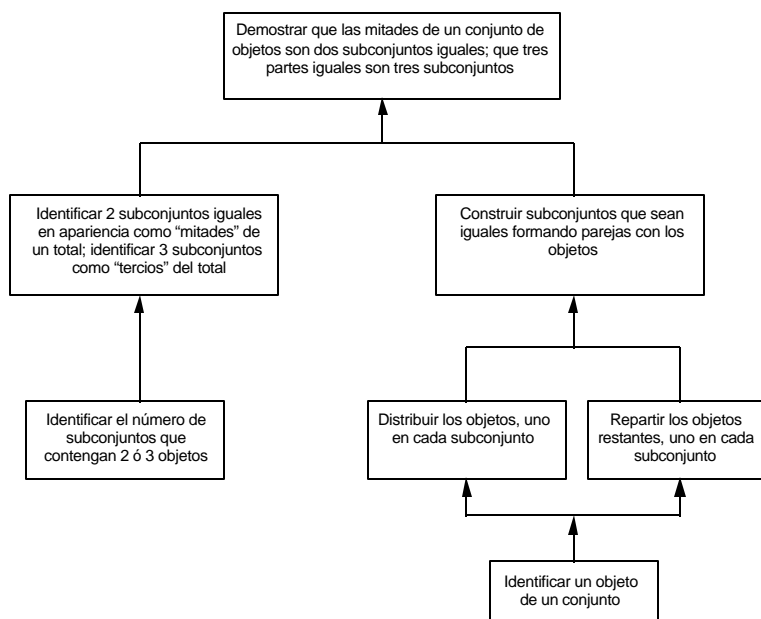 Demostrar que las mitades de un conjunto de
objetos son dos subconjuntos iguales; que tres
partes iguales son tres subconjuntos
Identificar 2 subconjuntos iguales
en apariencia como “mitades” de
un total; identificar 3 subconjuntos
como “tercios” del total
Construir subconjuntos que sean
iguales formando parejas con los
objetos
Identificar el número de
subconjuntos que
contengan 2 ó 3 objetos
Distribuir los objetos, uno
en cada subconjunto
Repartir los objetos
restantes, uno en cada
subconjunto
Identificar un objeto
de un conjunto